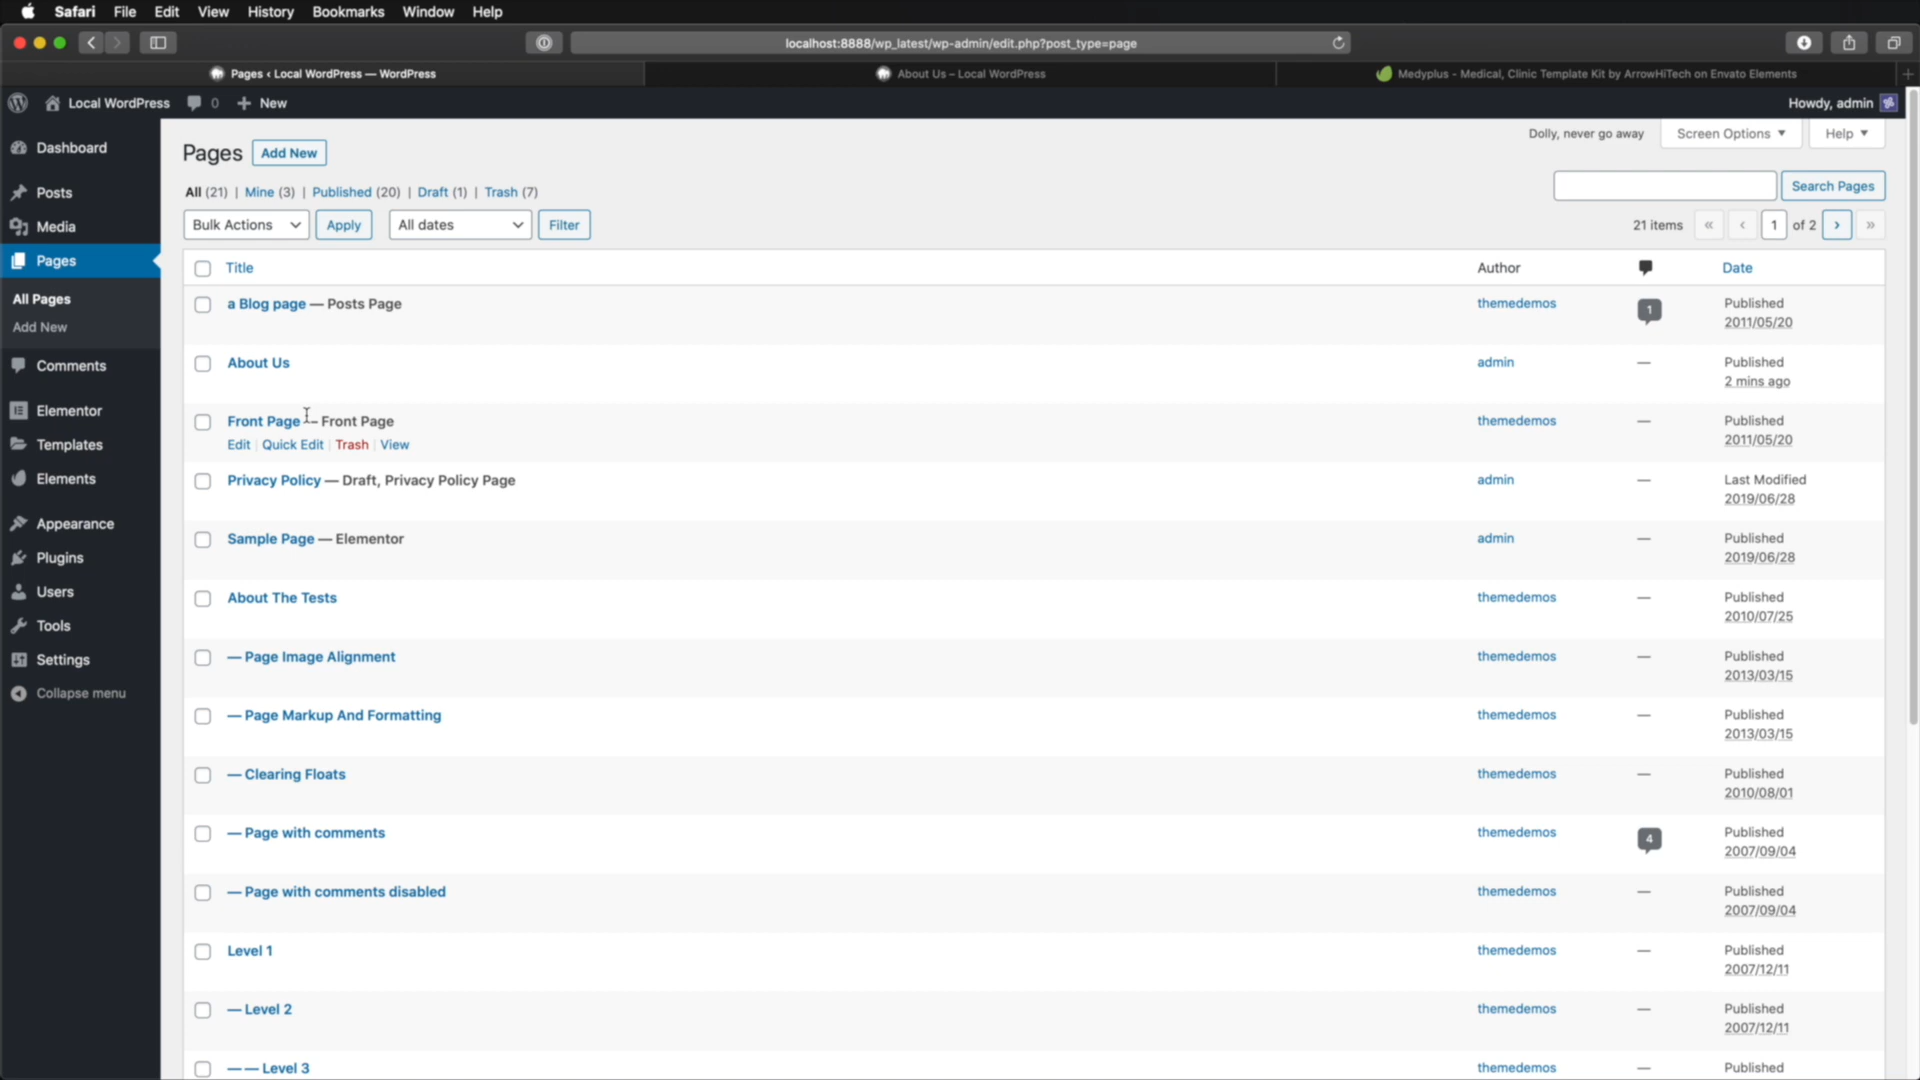 Safari File Edit View History Bookmarks Window Help
localhost:8888/wp_latest/wp-admin/edit.php?post_type=page
Pages ‹ Local WordPress — WordPress
About Us – Local WordPress
Medyplus - Medical, Clinic Template Kit by ArrowHiTech on Envato Elements
Local WordPress 0 + New
Howdy, admin
Dashboard
Posts
Media
Pages
All Pages
Add New
Comments
Elementor
Templates
Elements
Appearance
Plugins
Users
Tools
Settings
Collapse menu
Dolly, never go away
Screen Options
Help
Pages
Add New
All (21) | Mine (3) | Published (20) | Draft (1) | Trash (7)
Search Pages
Bulk Actions
Apply
All dates
Filter
21 items « ‹ 1 of 2 › »
Title Author Date
a Blog page — Posts Page themedemos 1 Published
2011/05/20
About Us admin — Published
2 mins ago
Front Page — Front Page themedemos — Published
Edit | Quick Edit | Trash | View 2011/05/20
Privacy Policy — Draft, Privacy Policy Page admin — Last Modified
2019/06/28
Sample Page — Elementor admin — Published
2019/06/28
About The Tests themedemos — Published
2010/07/25
— Page Image Alignment themedemos — Published
2013/03/15
— Page Markup And Formatting themedemos — Published
2013/03/15
— Clearing Floats themedemos — Published
2010/08/01
— Page with comments themedemos 4 Published
2007/09/04
— Page with comments disabled themedemos — Published
2007/09/04
Level 1 themedemos — Published
2007/12/11
— Level 2 themedemos — Published
2007/12/11
— — Level 3 themedemos — Published